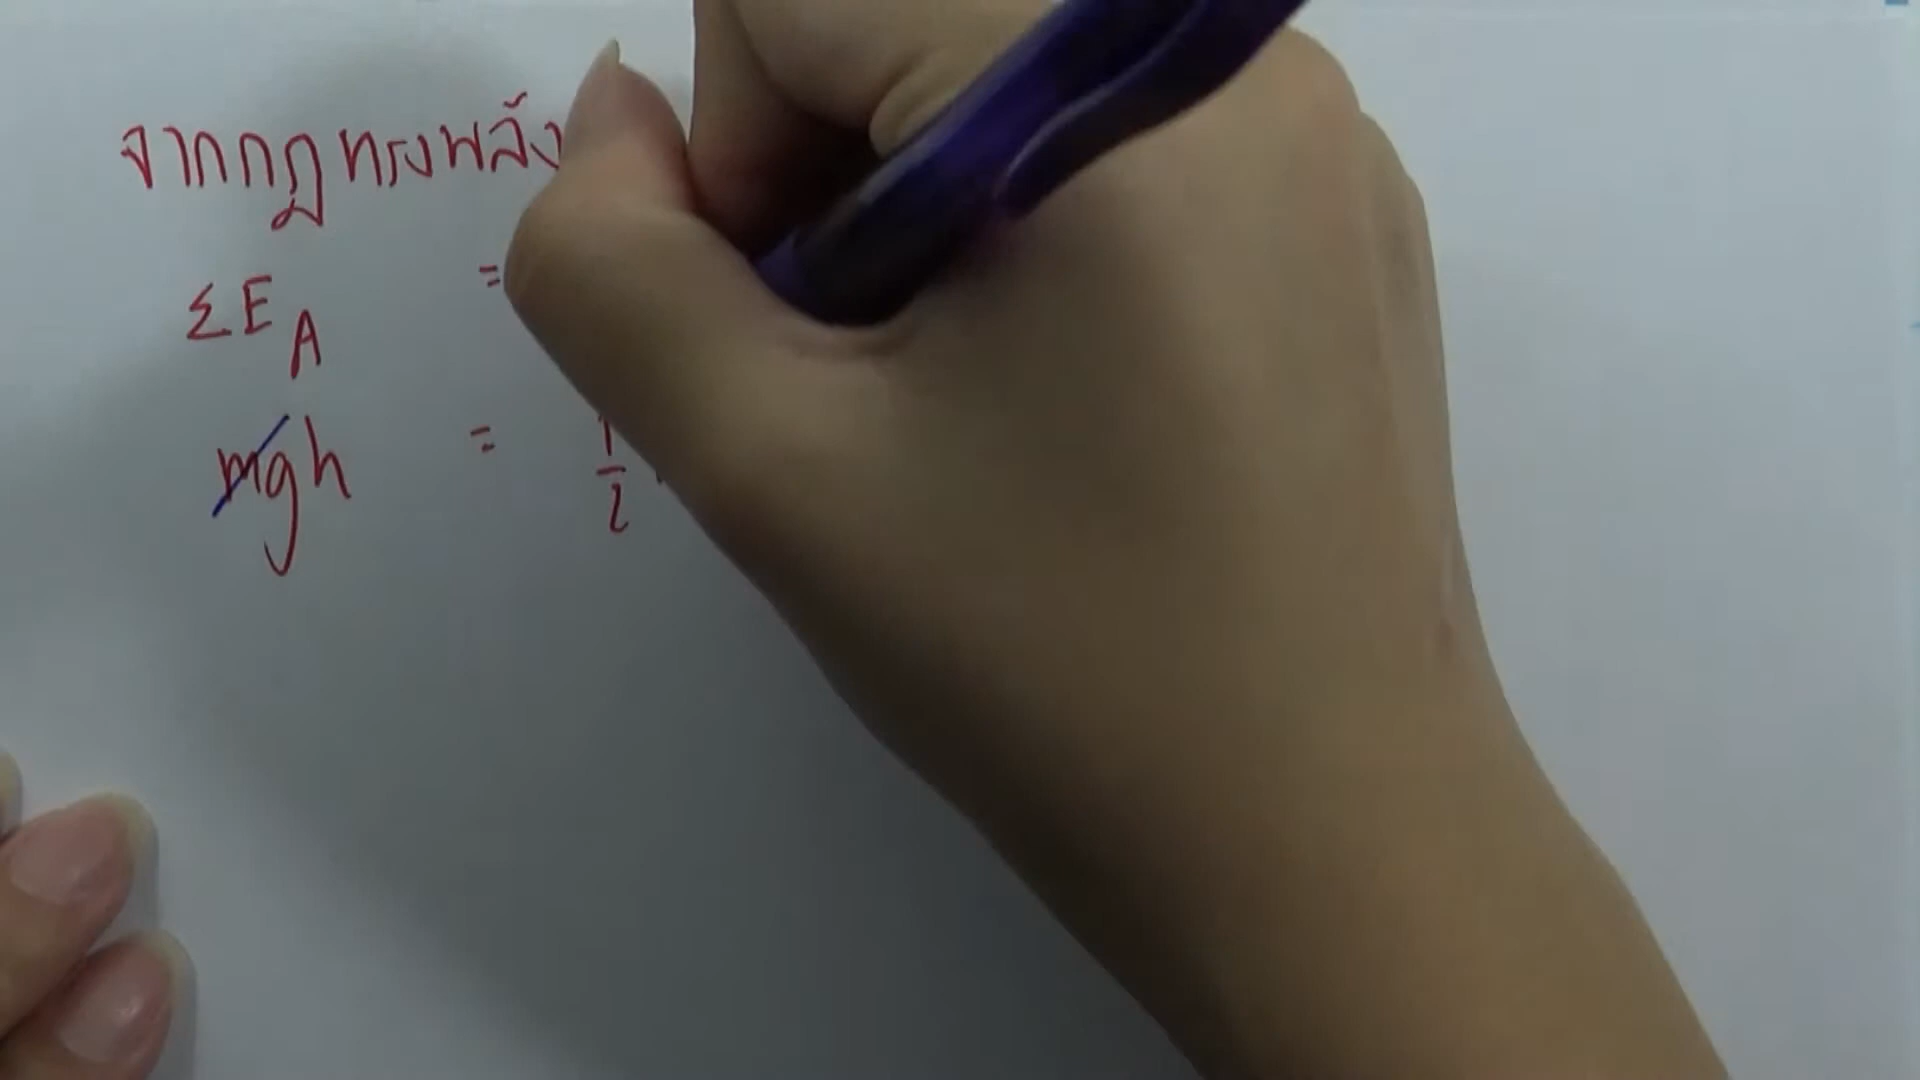 จากกฎทรงพลัง
ΣE_A =
mgh = 1/2